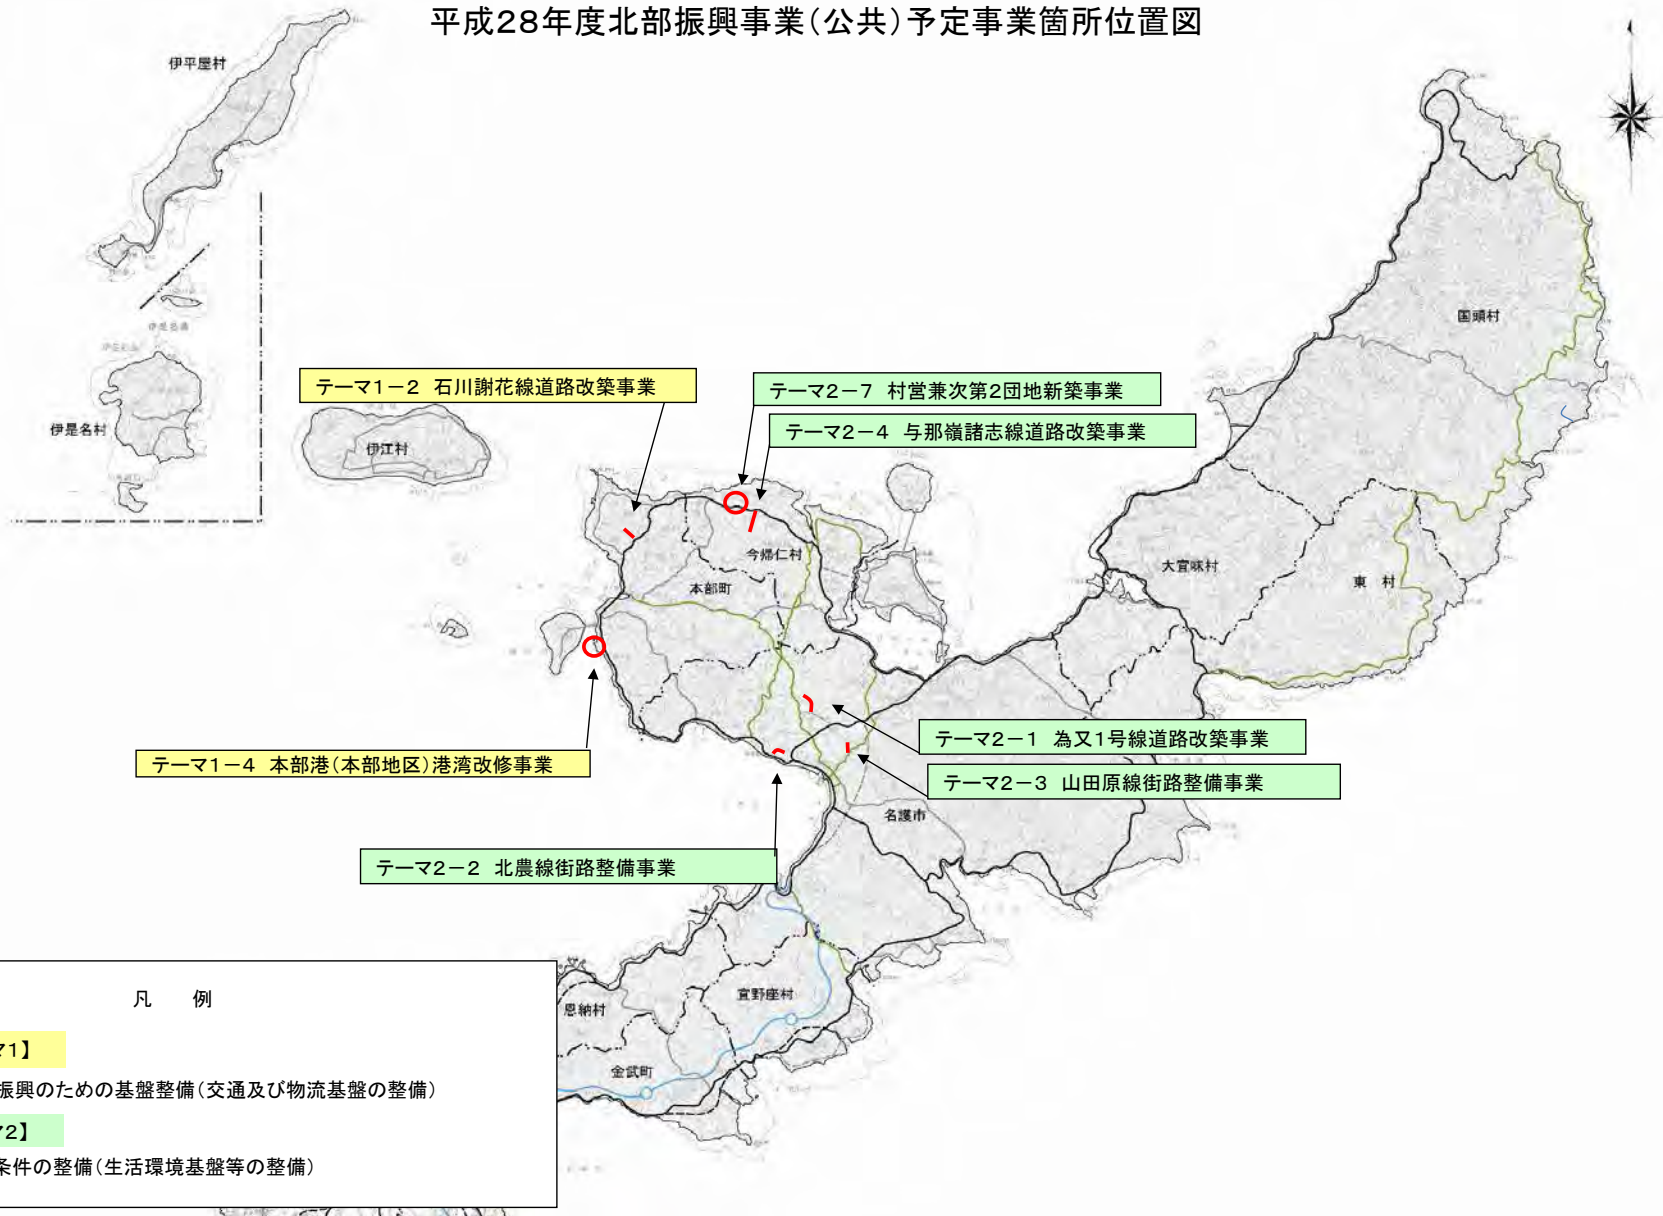 平成28年度北部振興事業(公共)予定事業箇所位置図
伊平屋村
国頭村
テーマ1－2 石川謝花線道路改築事業
テーマ2－7 村営兼次第2団地新築事業
テーマ2－4 与那嶺諸志線道路改築事業
伊是名村
伊江村
今帰仁村
本部町
大宜味村
東 村
テーマ2－1 為又1号線道路改築事業
テーマ1－4 本部港(本部地区)港湾改修事業
テーマ2－3 山田原線街路整備事業
名護市
テーマ2－2 北農線街路整備事業
凡 例
宜野座村
恩納村
マ1】
金武町
振興のための基盤整備(交通及び物流基盤の整備)
マ2】
条件の整備(生活環境基盤等の整備)